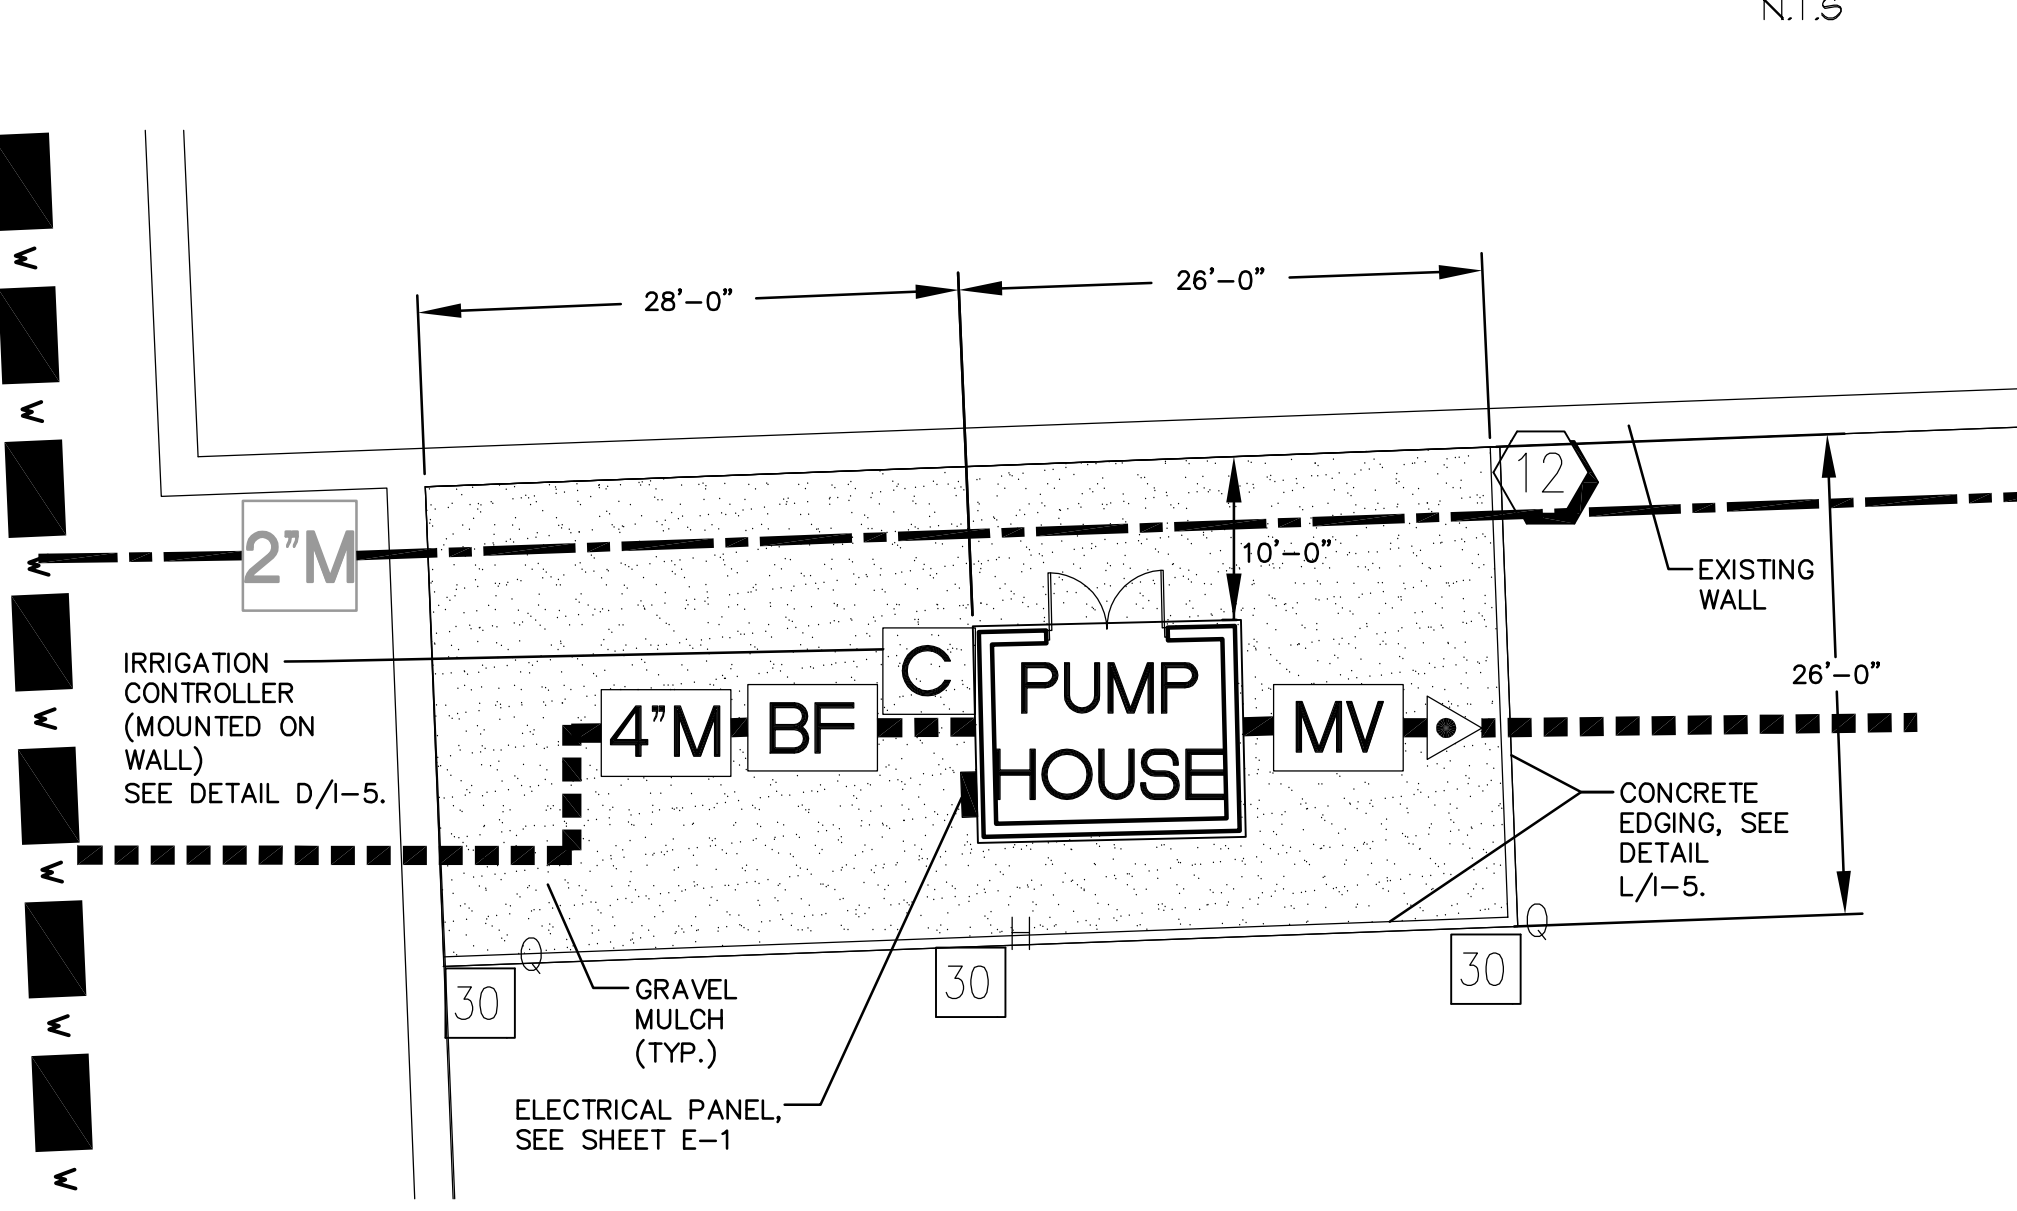 N.T.S
28'-0"
26'-0"
12
2"M
10'-0"
EXISTING
WALL
IRRIGATION
CONTROLLER
(MOUNTED ON
WALL)
SEE DETAIL D/I-5.
C
PUMP
HOUSE
4"M
BF
MV
26'-0"
CONCRETE
EDGING, SEE
DETAIL
L/I-5.
Q
H
Q
30
30
30
GRAVEL
MULCH
(TYP.)
ELECTRICAL PANEL,
SEE SHEET E-1
W
W
W
W
W
W
W